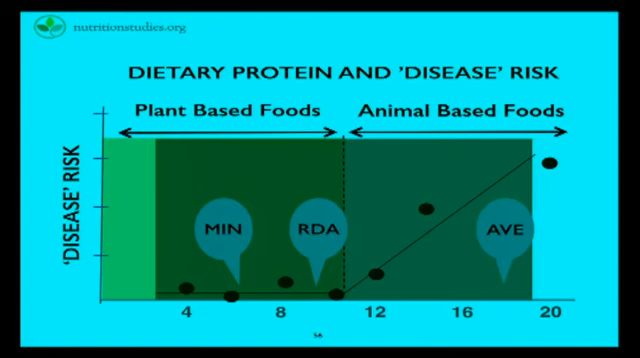 nutritionstudies.org
DIETARY PROTEIN AND 'DISEASE' RISK
Plant Based Foods Animal Based Foods
'DISEASE' RISK
MIN RDA AVE
4 8 12 16 20